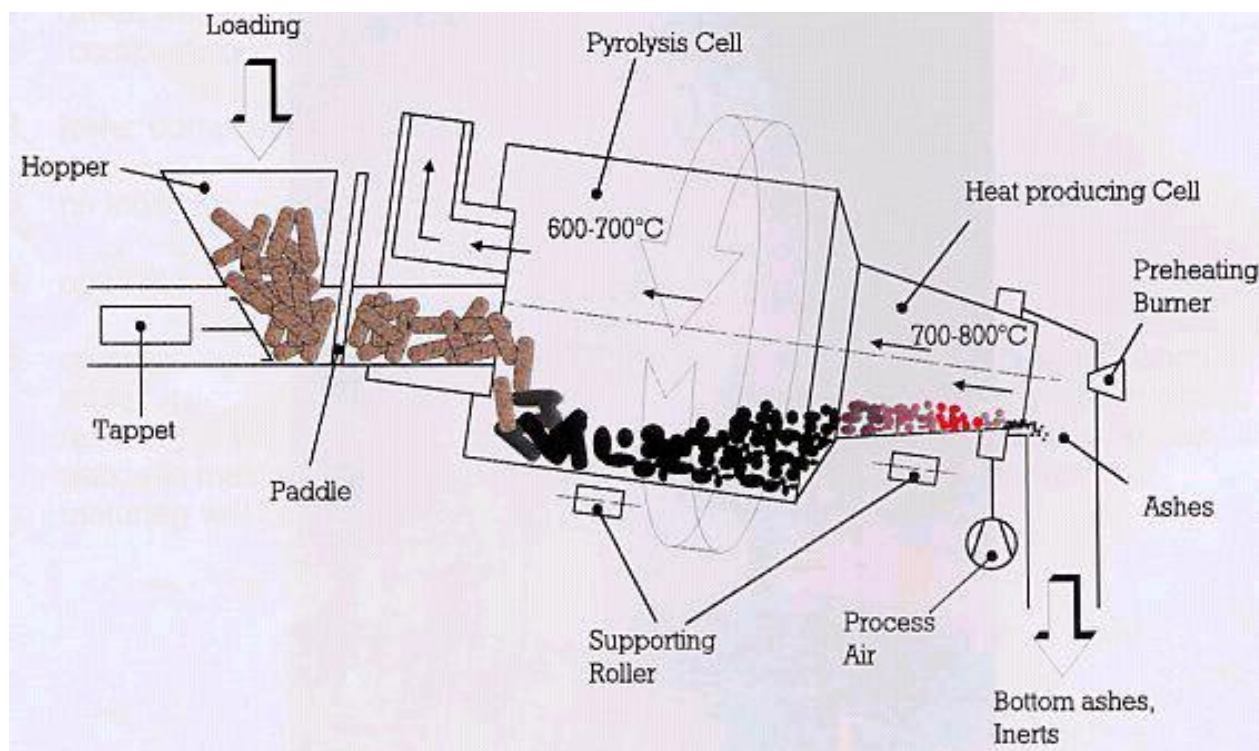 Loading
Pyrolysis Cell
Hopper
Heat producing Cell
600-700°C
Preheating
Burner
700-800°C
Tappet
Paddle
Ashes
Supporting
Roller
Process
Air
Bottom ashes,
Inerts